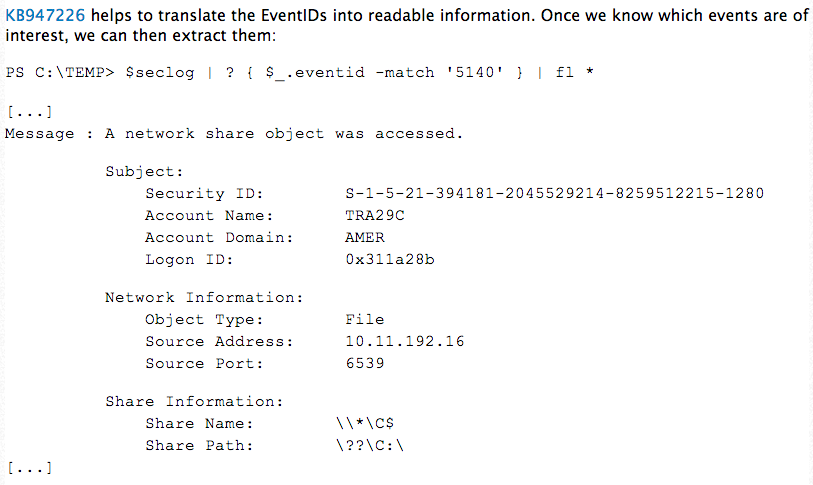 KB947226 helps to translate the EventIDs into readable information. Once we know which events are of
interest, we can then extract them:
PS C:\TEMP> $seclog | ? { $_.eventid -match '5140' } | fl *
[...]
Message : A network share object was accessed.
Subject:
Security ID: S-1-5-21-394181-2045529214-8259512215-1280
Account Name: TRA29C
Account Domain: AMER
Logon ID: 0x311a28b
Network Information:
Object Type: File
Source Address: 10.11.192.16
Source Port: 6539
Share Information:
Share Name: \\*\C$
Share Path: \??\C:\
[...]